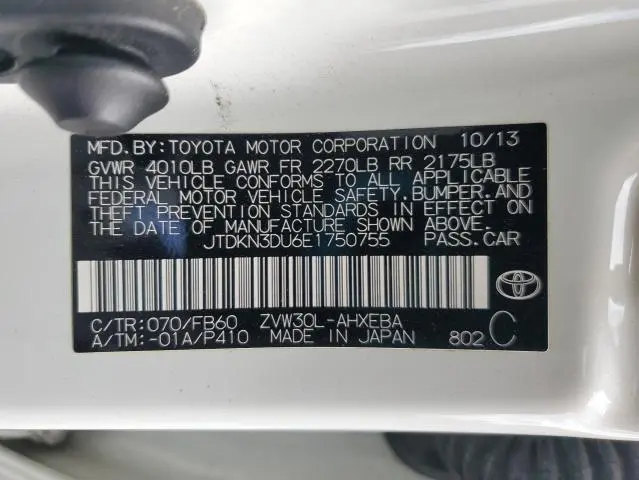 MFD. BY: TOYOTA MOTOR CORPORATION 10/13
GVWR 4010LB GAWR FR 2270LB RR 2175LB
THIS VEHICLE CONFORMS TO ALL APPLICABLE
FEDERAL MOTOR VEHICLE SAFETY, BUMPER, AND
THEFT PREVENTION STANDARDS IN EFFECT ON
THE DATE OF MANUFACTURE SHOWN ABOVE.
JTDKN3DU6E1750755 PASS. CAR
C/TR: 070/FB60 ZVW30L-AHXEBA
A/TM: -01A/P410 MADE IN JAPAN 802 C